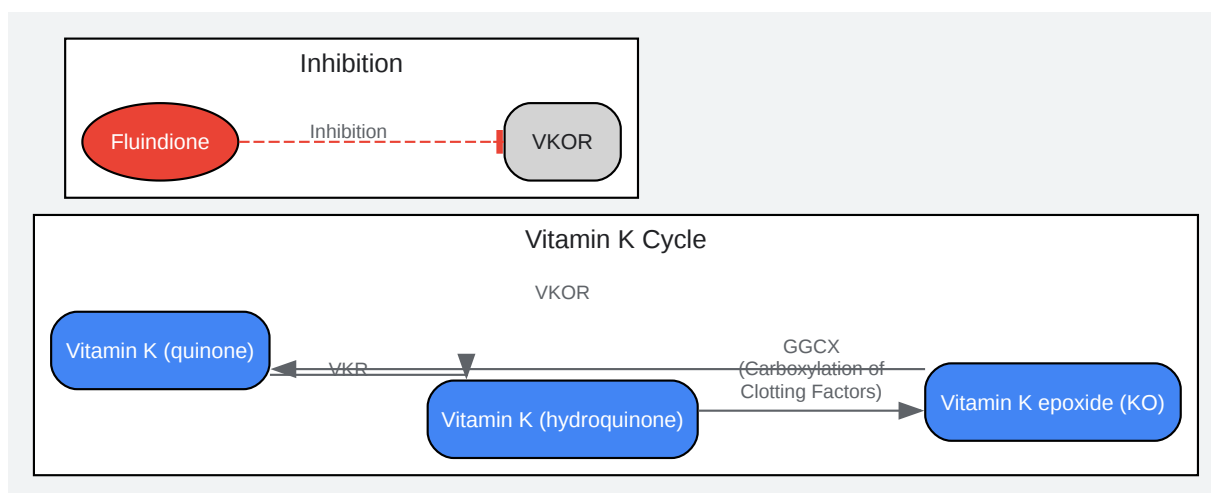 Inhibition
Fluindione
Inhibition
VKOR
Vitamin K Cycle
VKOR
Vitamin K (quinone)
VKR
GGCX
(Carboxylation of
Clotting Factors)
Vitamin K (hydroquinone)
Vitamin K epoxide (KO)